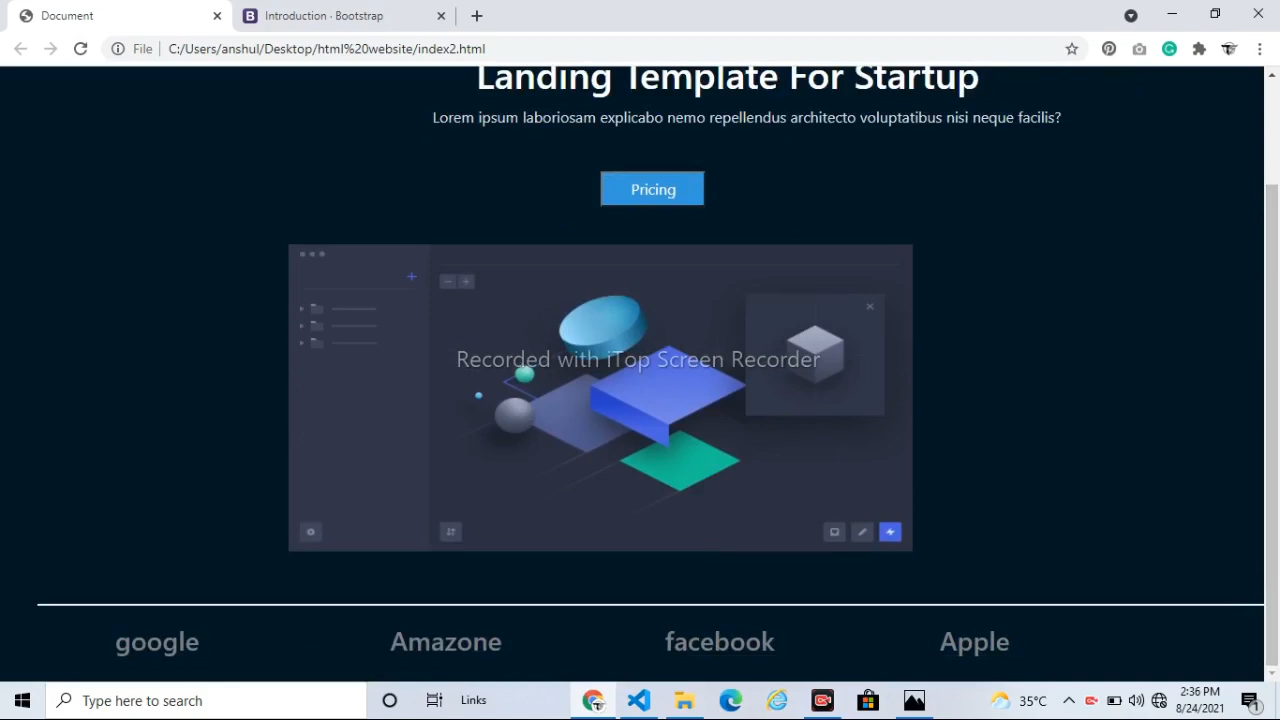 Document
Introduction · Bootstrap
File
C:/Users/anshul/Desktop/html%20website/index2.html
Landing Template For Startup
Lorem ipsum laboriosam explicabo nemo repellendus architecto voluptatibus nisi neque facilis?
Pricing
Recorded with iTop Screen Recorder
google
Amazone
facebook
Apple
Type here to search
Links
35°C
2:36 PM
8/24/2021